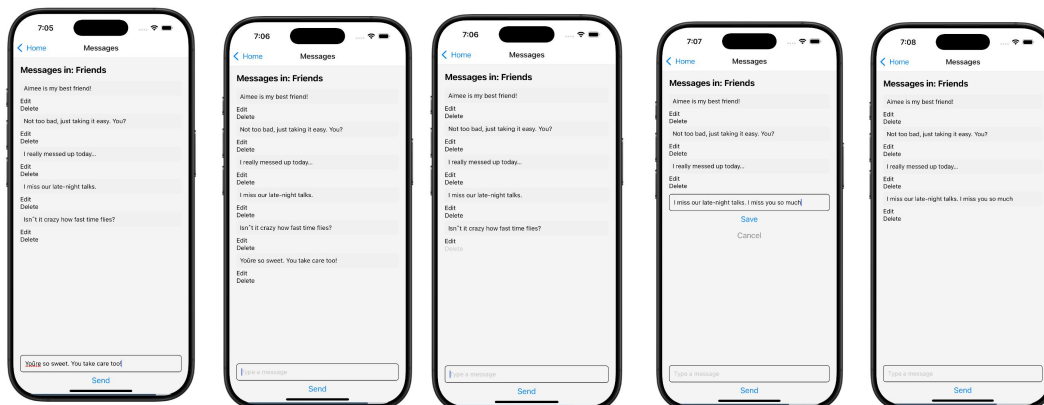 7:05
Home Messages
Messages in: Friends
Aimee is my best friend!
Edit
Delete
Not too bad, just taking it easy. You?
Edit
Delete
I really messed up today...
Edit
Delete
I miss our late-night talks.
Edit
Delete
Isn˜t it crazy how fast time flies?
Edit
Delete
Yoũre so sweet. You take care too!
Send
7:06
Home Messages
Messages in: Friends
Aimee is my best friend!
Edit
Delete
Not too bad, just taking it easy. You?
Edit
Delete
I really messed up today...
Edit
Delete
I miss our late-night talks.
Edit
Delete
Isn˜t it crazy how fast time flies?
Edit
Delete
Yoũre so sweet. You take care too!
Edit
Delete
Type a message
Send
7:06
Home Messages
Messages in: Friends
Aimee is my best friend!
Edit
Delete
Not too bad, just taking it easy. You?
Edit
Delete
I really messed up today...
Edit
Delete
I miss our late-night talks.
Edit
Delete
Isn˜t it crazy how fast time flies?
Edit
Delete
Type a message
Send
7:07
Home Messages
Messages in: Friends
Aimee is my best friend!
Edit
Delete
Not too bad, just taking it easy. You?
Edit
Delete
I really messed up today...
Edit
Delete
I miss our late-night talks. I miss you so much
Save
Cancel
Type a message
Send
7:08
Home Messages
Messages in: Friends
Aimee is my best friend!
Edit
Delete
Not too bad, just taking it easy. You?
Edit
Delete
I really messed up today...
Edit
Delete
I miss our late-night talks. I miss you so much
Edit
Delete
Type a message
Send